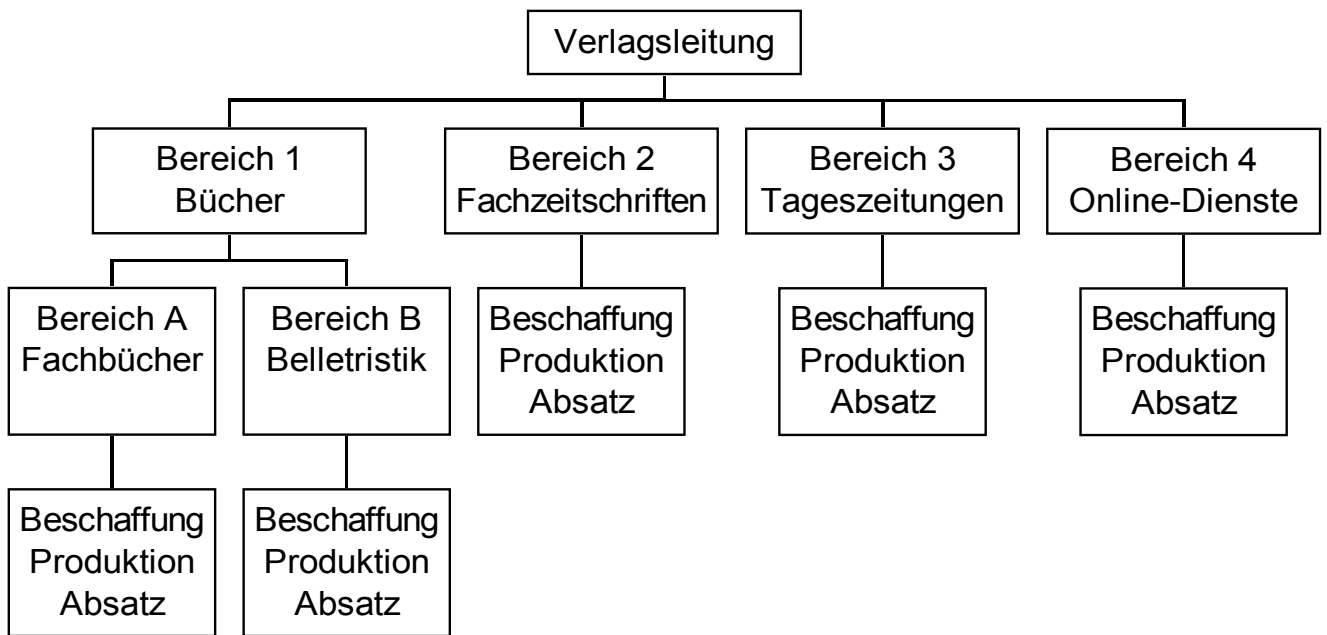 Verlagsleitung
Bereich 1
Bücher
Bereich 2
Fachzeitschriften
Bereich 3
Tageszeitungen
Bereich 4
Online-Dienste
Bereich A
Fachbücher
Bereich B
Belletristik
Beschaffung
Produktion
Absatz
Beschaffung
Produktion
Absatz
Beschaffung
Produktion
Absatz
Beschaffung
Produktion
Absatz
Beschaffung
Produktion
Absatz